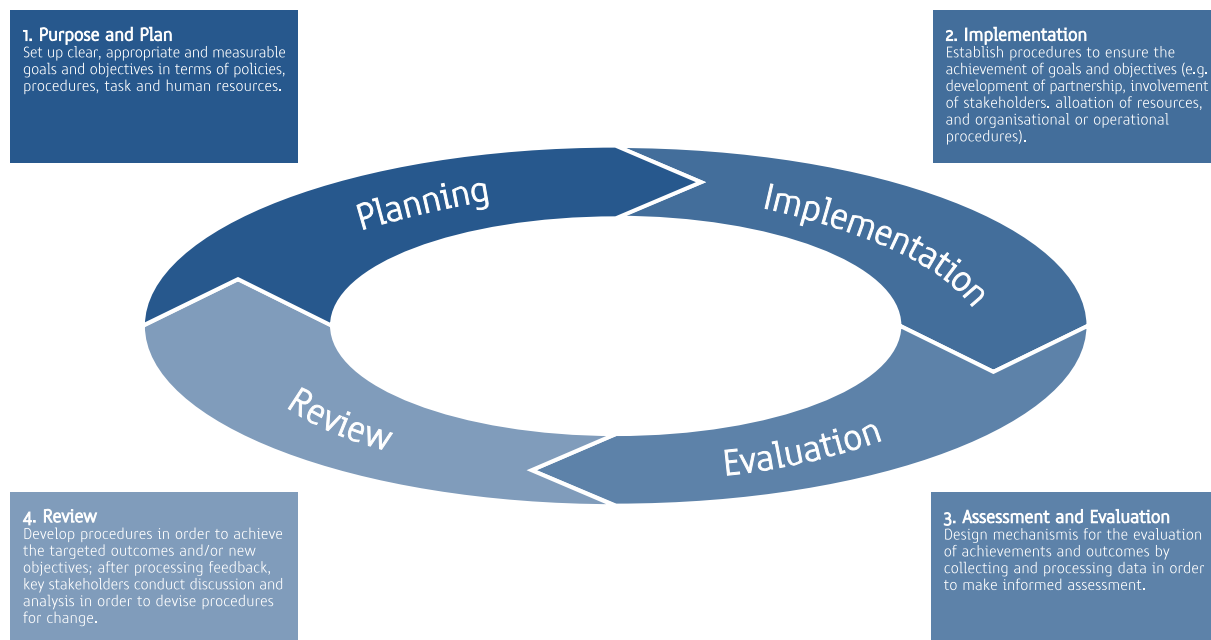 1. Purpose and Plan
Set up clear, appropriate and measurable
goals and objectives in terms of policies,
procedures, task and human resources.
2. Implementation
Establish procedures to ensure the
achievement of goals and objectives (e.g.
development of partnership, involvement
of stakeholders. alloation of resources,
and organisational or operational
procedures).
Planning
Implementation
Review
Evaluation
4. Review
Develop procedures in order to achieve
the targeted outcomes and/or new
objectives; after processing feedback,
key stakeholders conduct discussion and
analysis in order to devise procedures
for change.
3. Assessment and Evaluation
Design mechanismis for the evaluation
of achievements and outcomes by
collecting and processing data in order
to make informed assessment.